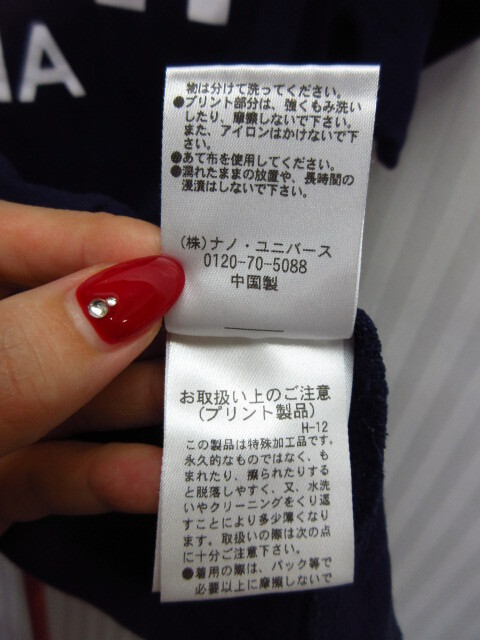 MA
物は分けて洗ってください。
●プリント部分は、強くもみ洗い
したり、摩擦しないで下さい。
また、アイロンはかけないで下
さい。
●あて布を使用してください。
●濡れたままの放置や、長時間の
浸漬はしないで下さい。
(株)ナノ・ユニバース
0120-70-5088
中国製
お取扱い上のご注意
(プリント製品)
H-12
この製品は特殊加工品です。
永久的なものではなく、も
まれたり、擦られたりする
と脱落しやすく、又、水洗
いやクリーニングをくり返
すことにより多少薄くなり
ます。取扱いの際は次の点
に十分ご注意下さい。
●着用の際は、バック等で
必要以上に摩擦しないで